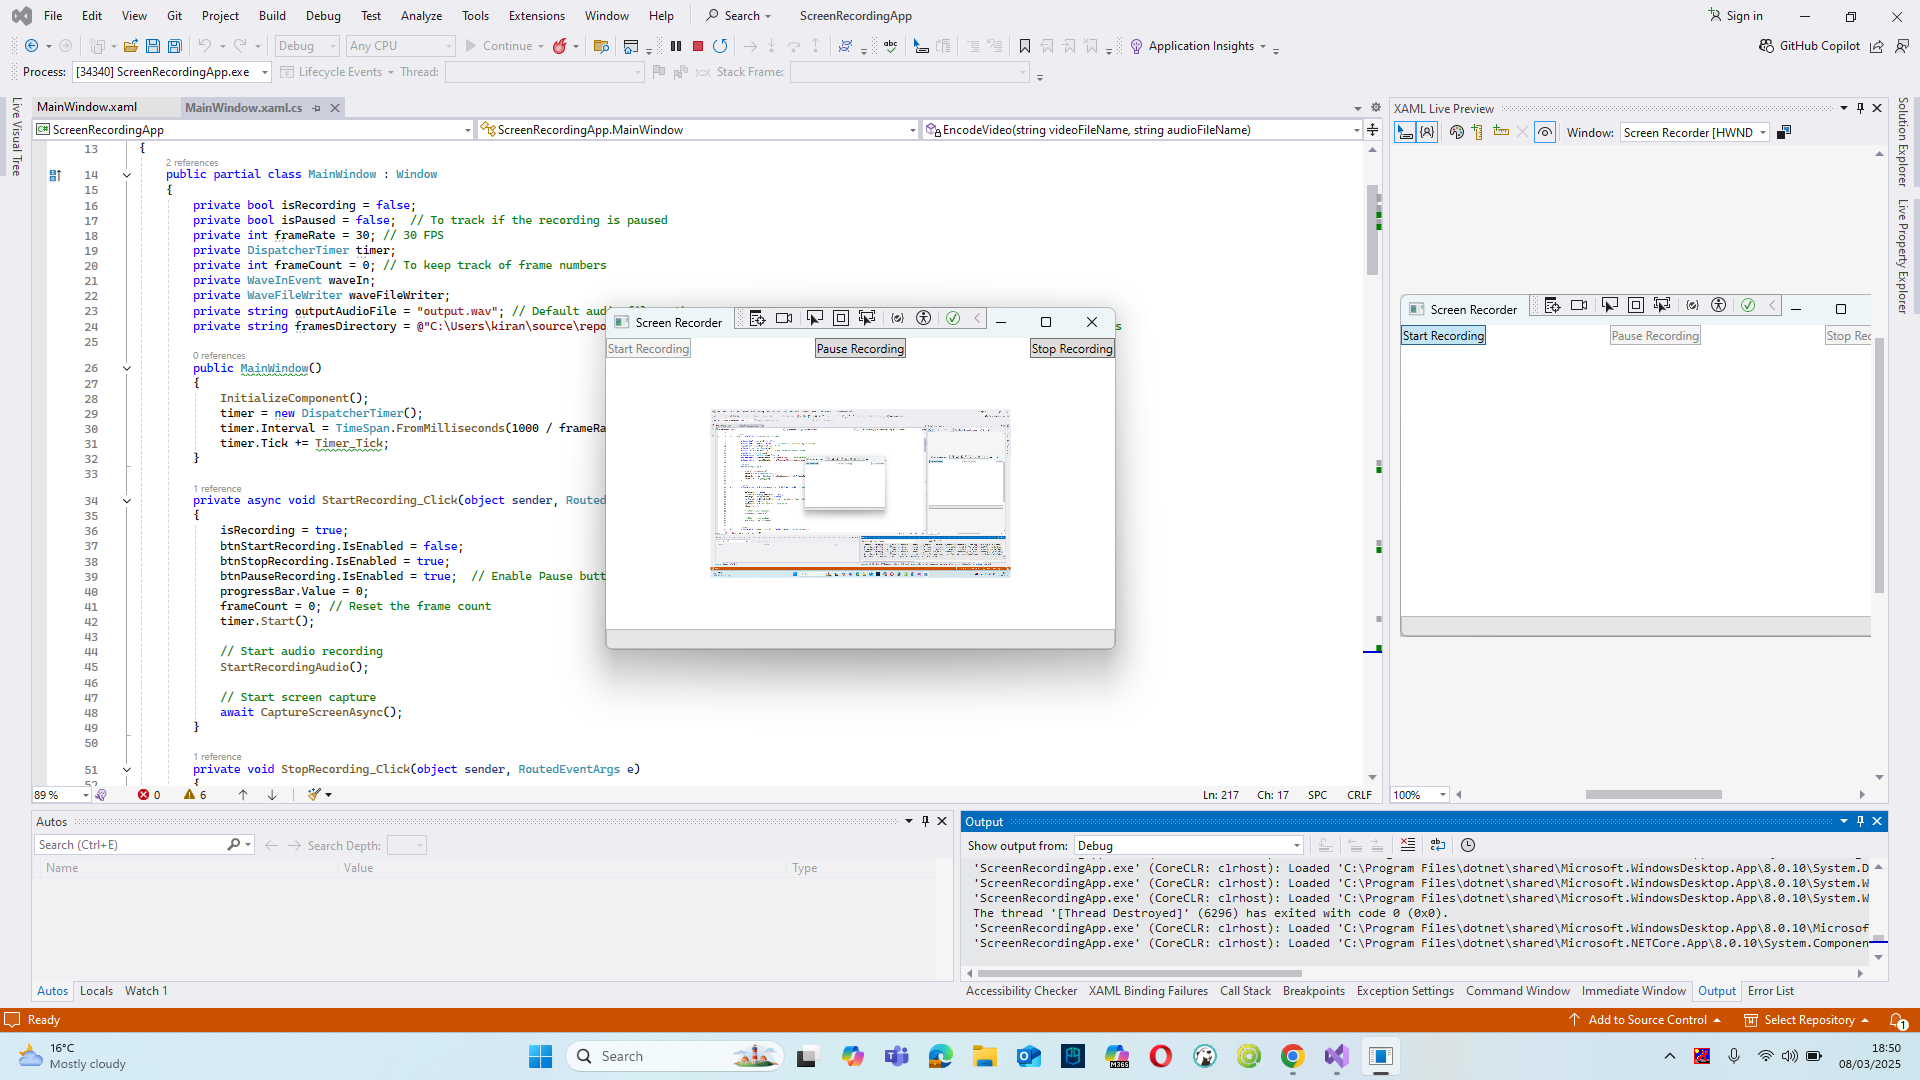 File Edit View Git Project Build Debug Test Analyze Tools Extensions Window Help Search ScreenRecordingApp Sign in
Debug Any CPU Continue Application Insights GitHub Copilot
Process: [34340] ScreenRecordingApp.exe Lifecycle Events Thread: Stack Frame:
Live Visual Tree
MainWindow.xaml MainWindow.xaml.cs
ScreenRecordingApp ScreenRecordingApp.MainWindow EncodeVideo(string videoFileName, string audioFileName)
13 {
2 references
14 public partial class MainWindow : Window
15 {
16 private bool isRecording = false;
17 private bool isPaused = false; // To track if the recording is paused
18 private int frameRate = 30; // 30 FPS
19 private DispatcherTimer timer;
20 private int frameCount = 0; // To keep track of frame numbers
21 private WaveInEvent waveIn;
22 private WaveFileWriter waveFileWriter;
23 private string outputAudioFile = "output.wav"; // Default
24 private string framesDirectory = @"C:\Users\kiran\source\repo
25
0 references
26 public MainWindow()
27 {
28 InitializeComponent();
29 timer = new DispatcherTimer();
30 timer.Interval = TimeSpan.FromMilliseconds(1000 / frameRa
31 timer.Tick += Timer_Tick;
32 }
33
1 reference
34 private async void StartRecording_Click(object sender, Routed
35 {
36 isRecording = true;
37 btnStartRecording.IsEnabled = false;
38 btnStopRecording.IsEnabled = true;
39 btnPauseRecording.IsEnabled = true; // Enable Pause butt
40 progressBar.Value = 0;
41 frameCount = 0; // Reset the frame count
42 timer.Start();
43
44 // Start audio recording
45 StartRecordingAudio();
46
47 // Start screen capture
48 await CaptureScreenAsync();
49 }
50
1 reference
51 private void StopRecording_Click(object sender, RoutedEventArgs e)
52 {
89 % 0 6 Ln: 217 Ch: 17 SPC CRLF
Screen Recorder
Start Recording Pause Recording Stop Recording
XAML Live Preview
Window: Screen Recorder [HWND
Screen Recorder
Start Recording Pause Recording Stop Rec
100%
Solution Explorer
Live Property Explorer
Autos
Search (Ctrl+E) Search Depth:
Name Value Type
Autos Locals Watch 1
Output
Show output from: Debug
'ScreenRecordingApp.exe' (CoreCLR: clrhost): Loaded 'C:\Program Files\dotnet\shared\Microsoft.WindowsDesktop.App\8.0.10\System.D
'ScreenRecordingApp.exe' (CoreCLR: clrhost): Loaded 'C:\Program Files\dotnet\shared\Microsoft.WindowsDesktop.App\8.0.10\System.W
'ScreenRecordingApp.exe' (CoreCLR: clrhost): Loaded 'C:\Program Files\dotnet\shared\Microsoft.WindowsDesktop.App\8.0.10\System.W
The thread '[Thread Destroyed]' (6296) has exited with code 0 (0x0).
'ScreenRecordingApp.exe' (CoreCLR: clrhost): Loaded 'C:\Program Files\dotnet\shared\Microsoft.WindowsDesktop.App\8.0.10\Microsof
'ScreenRecordingApp.exe' (CoreCLR: clrhost): Loaded 'C:\Program Files\dotnet\shared\Microsoft.NETCore.App\8.0.10\System.Componen
Accessibility Checker XAML Binding Failures Call Stack Breakpoints Exception Settings Command Window Immediate Window Output Error List
Ready Add to Source Control Select Repository 1
16°C
Mostly cloudy
Search
M365
18:50
08/03/2025